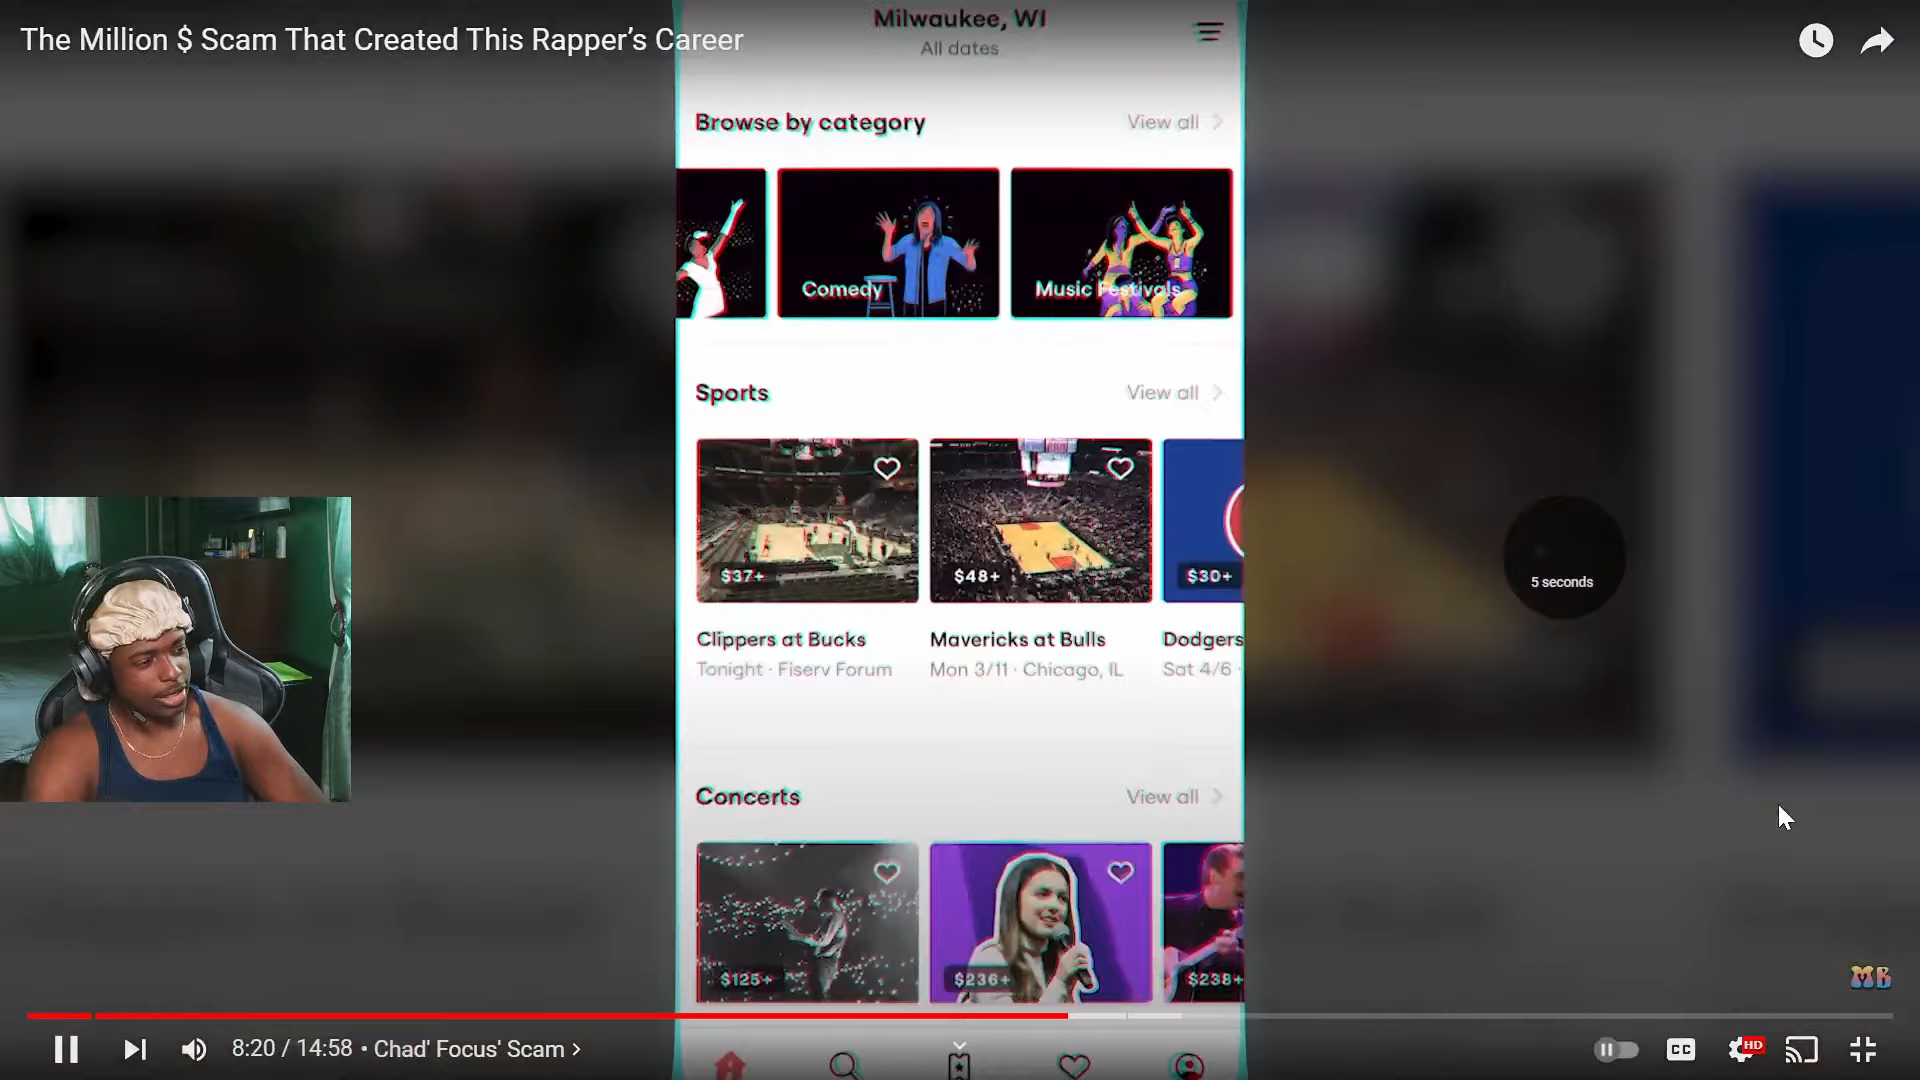 The Million $ Scam That Created This Rapper’s Career
Milwaukee, WI
All dates
Browse by category
View all
Comedy
Music Festivals
Sports
View all
$37+
$48+
$30+
Clippers at Bucks
Mavericks at Bulls
Dodgers
Tonight · Fiserv Forum
Mon 3/11 · Chicago, IL
Sat 4/6 ·
5 seconds
Concerts
View all
$125+
$236+
$238+
MB
8:20 / 14:58 • Chad' Focus' Scam
CC
HD